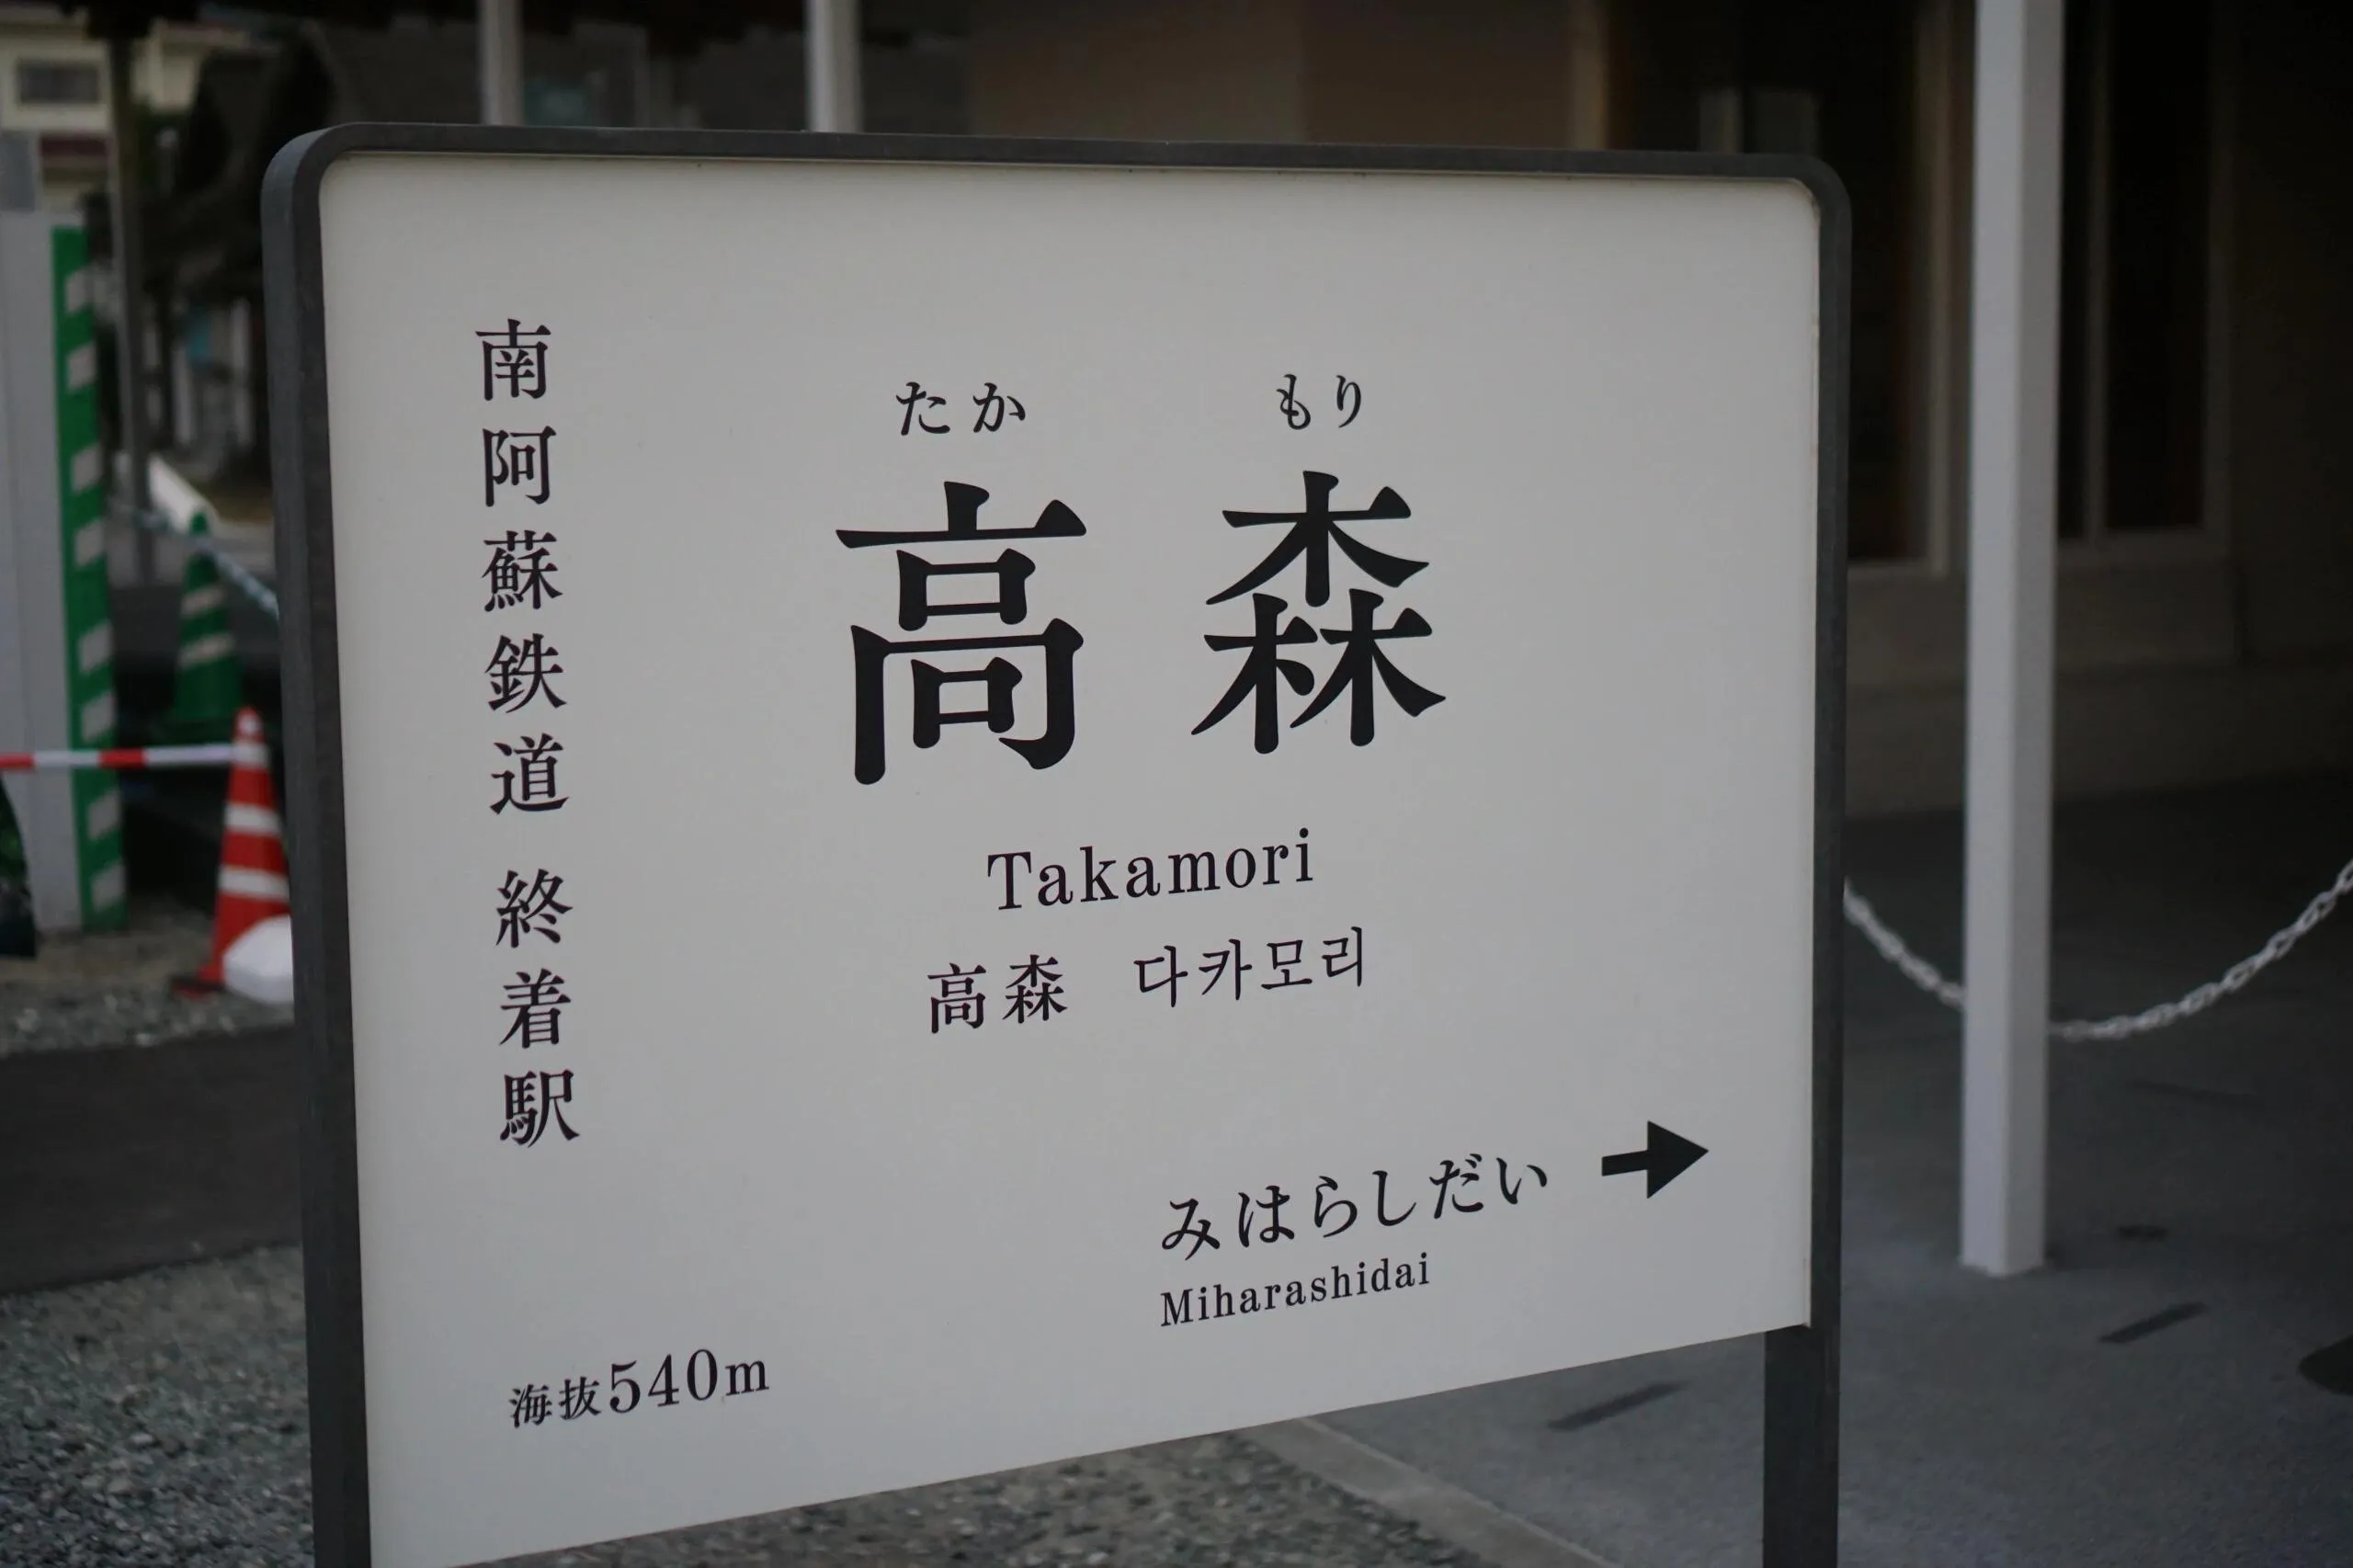 南阿蘇鉄道 終着駅
たか もり
高森
Takamori
高森 다카모리
みはらしだい →
Miharashidai
海抜540m